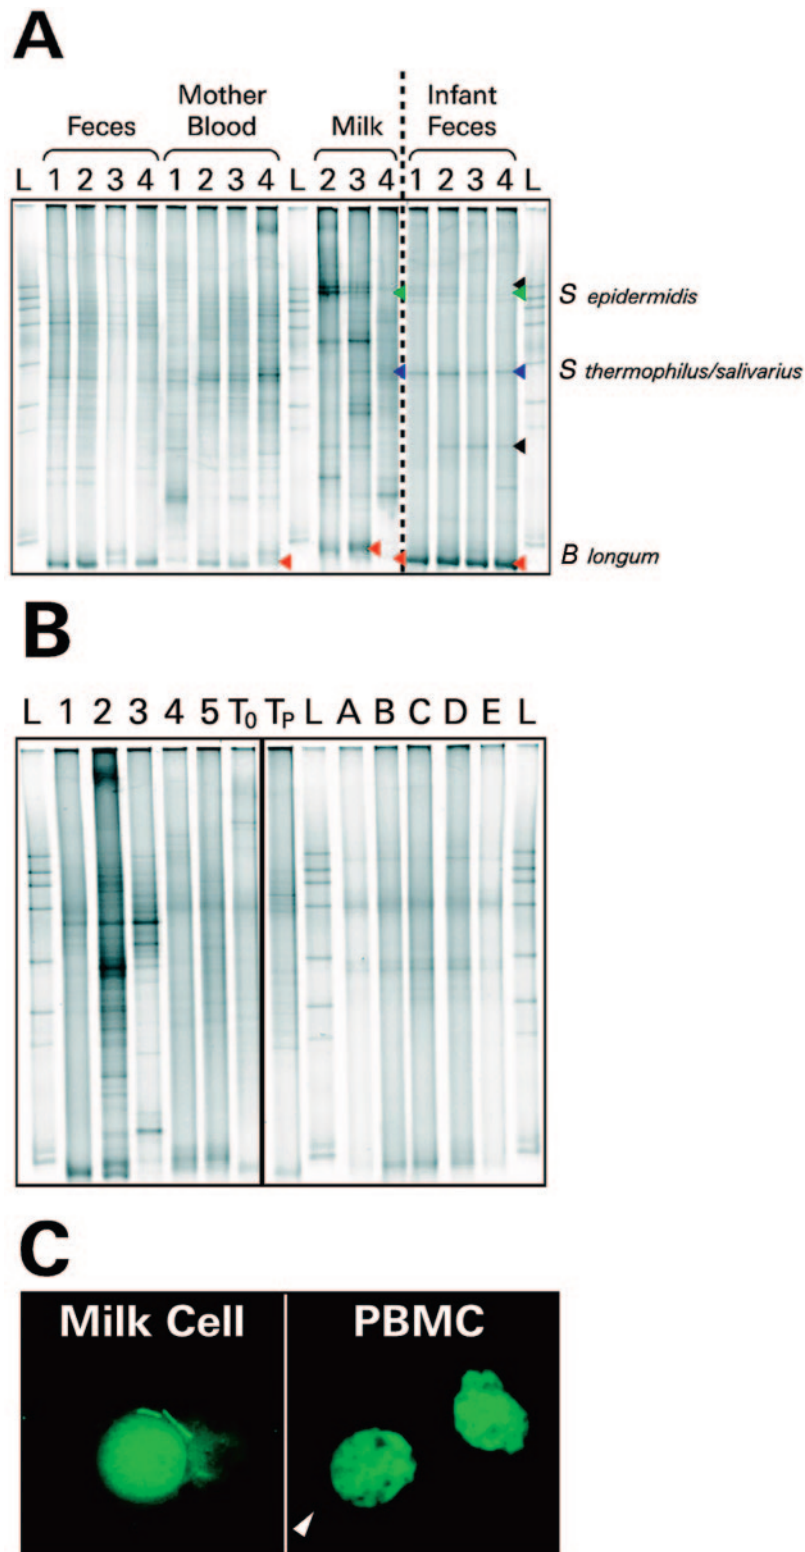 A
Mother Infant
Feces Blood Milk Feces
L 1 2 3 4 1 2 3 4 L 2 3 4 1 2 3 4 L
S epidermidis
S thermophilus/salivarius
B longum
B
L 1 2 3 4 5 T0 TP L A B C D E L
C
Milk Cell PBMC